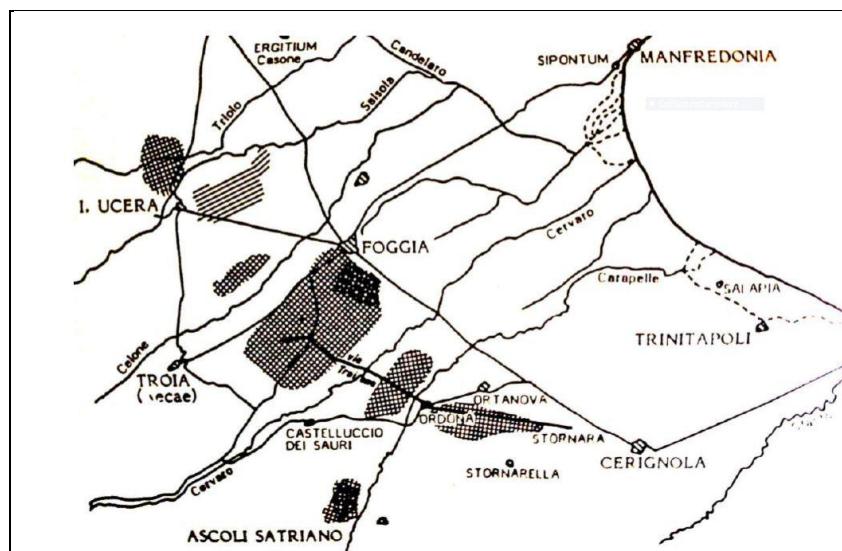 ERGITIUM
Casone
Candelaro
SIPONTUM
MANFREDONIA
Triolo
Salsola
L. UCERA
FOGGIA
Cervaro
Carapelle
SALAPIA
TRINITAPOLI
Celone
TROIA
via
Traiana
ORTANOVA
ORDONA
STORNARA
CASTELLUCCIO
DEI SAURI
CERIGNOLA
STORNARELLA
Cervaro
ASCOLI SATRIANO